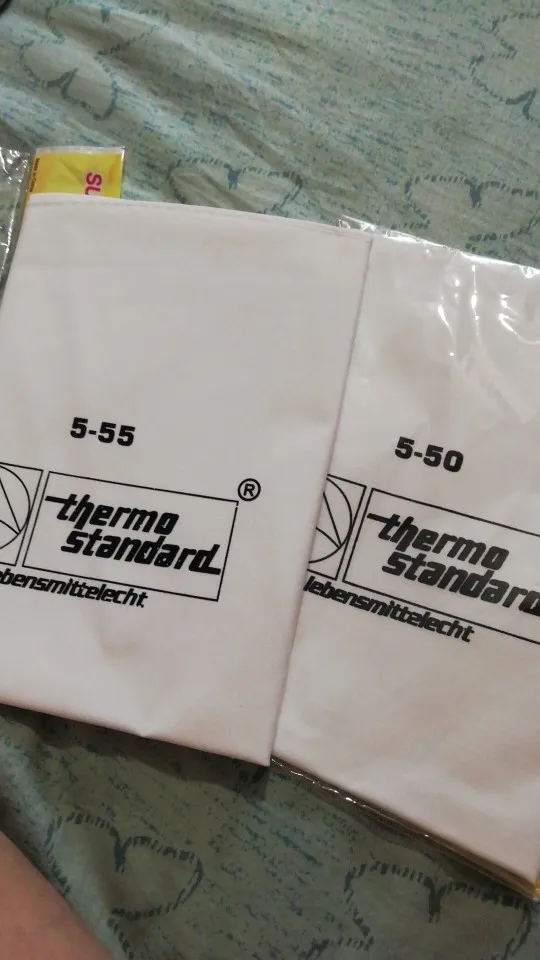 5-55
®
thermo
standard
lebensmittelecht
5-50
thermo
standard
lebensmittelecht